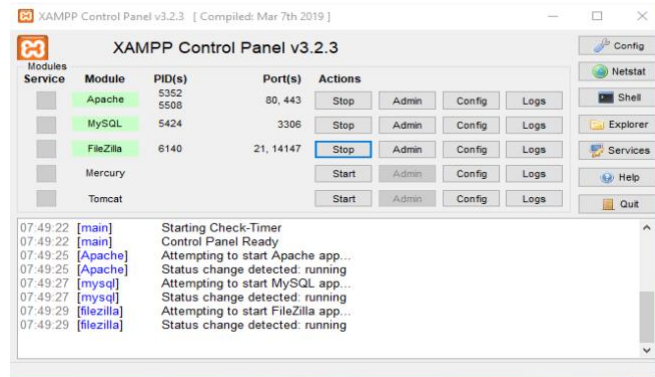 XAMPP Control Panel v3.2.3 [ Compiled: Mar 7th 2019 ]
XAMPP Control Panel v3.2.3
Config
Modules
Service Module PID(s) Port(s) Actions
Netstat
Apache 5352 5508 80, 443 Stop Admin Config Logs
Shell
MySQL 5424 3306 Stop Admin Config Logs
Explorer
FileZilla 6140 21, 14147 Stop Admin Config Logs
Services
Mercury Start Admin Config Logs
Help
Tomcat Start Admin Config Logs
Quit
07:49:22 [main] Starting Check-Timer
07:49:22 [main] Control Panel Ready
07:49:25 [Apache] Attempting to start Apache app...
07:49:25 [Apache] Status change detected: running
07:49:27 [mysql] Attempting to start MySQL app...
07:49:27 [mysql] Status change detected: running
07:49:29 [filezilla] Attempting to start FileZilla app...
07:49:29 [filezilla] Status change detected: running